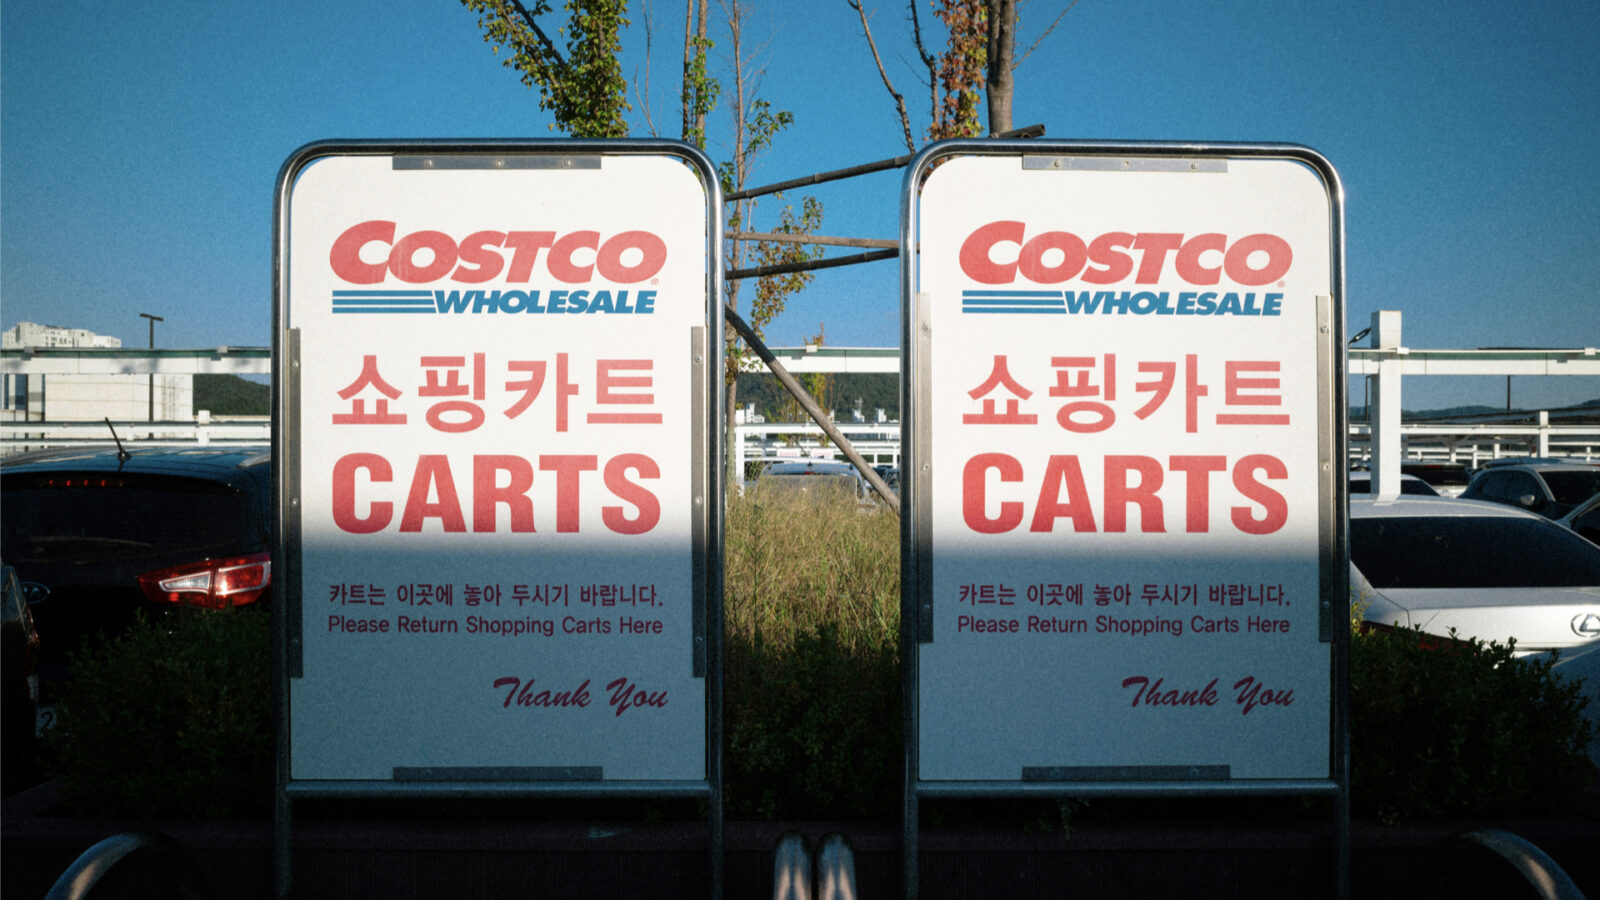 COSTCO
WHOLESALE
쇼핑카트
CARTS
카트는 이곳에 놓아 두시기 바랍니다.
Please Return Shopping Carts Here
Thank You
COSTCO
WHOLESALE
쇼핑카트
CARTS
카트는 이곳에 놓아 두시기 바랍니다.
Please Return Shopping Carts Here
Thank You